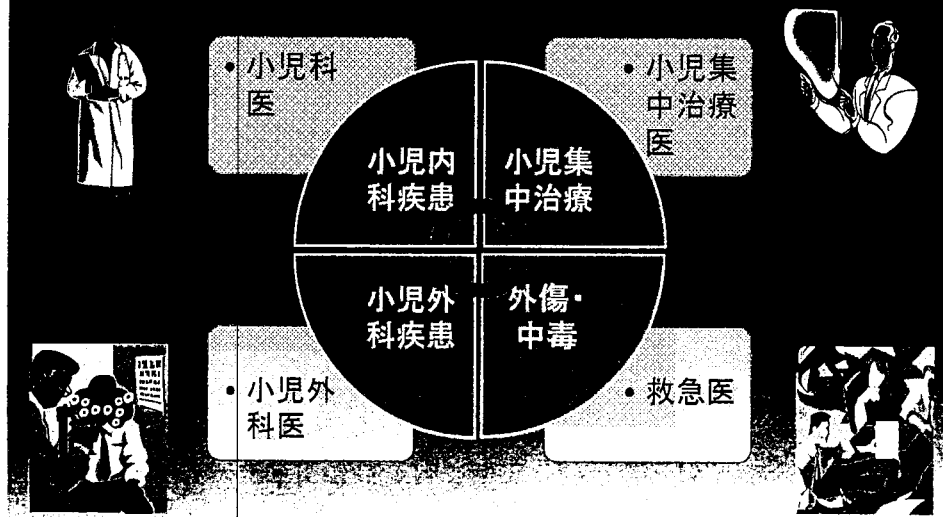 • 小児科
医
• 小児集
中治療
医
小児内
科疾患
小児集
中治療
小児外
科疾患
外傷・
中毒
• 小児外
科医
• 救急医